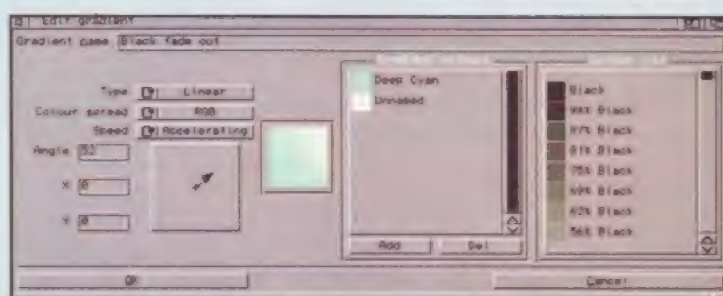 Edit gradient
Gradient name Black fade out
Type Linear
Colour spread RGB
Speed Accelerating
Angle 52
X 0
Y 0
Deep Cyan
Unnamed
Add Del
Black
94% Black
87% Black
81% Black
75% Black
69% Black
62% Black
56% Black
OK
Cancel